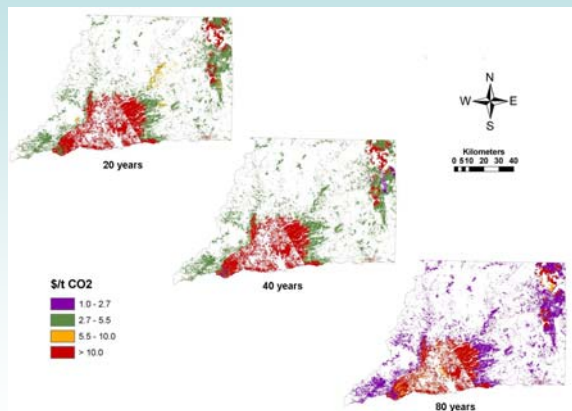 20 years
N
W E
S
Kilometers
0 5 10 20 30 40
40 years
$/t CO2
1.0 - 2.7
2.7 - 5.5
5.5 - 10.0
> 10.0
80 years